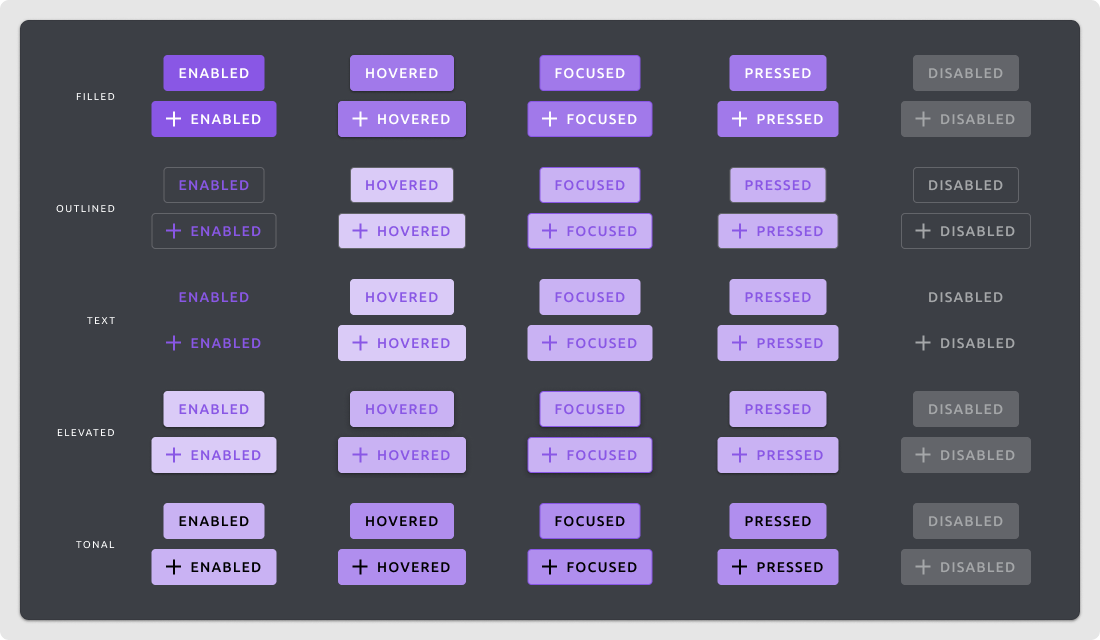 ENABLED HOVERED FOCUSED PRESSED DISABLED
FILLED
+ ENABLED + HOVERED + FOCUSED + PRESSED + DISABLED
ENABLED HOVERED FOCUSED PRESSED DISABLED
OUTLINED
+ ENABLED + HOVERED + FOCUSED + PRESSED + DISABLED
ENABLED HOVERED FOCUSED PRESSED DISABLED
TEXT
+ ENABLED + HOVERED + FOCUSED + PRESSED + DISABLED
ENABLED HOVERED FOCUSED PRESSED DISABLED
ELEVATED
+ ENABLED + HOVERED + FOCUSED + PRESSED + DISABLED
ENABLED HOVERED FOCUSED PRESSED DISABLED
TONAL
+ ENABLED + HOVERED + FOCUSED + PRESSED + DISABLED